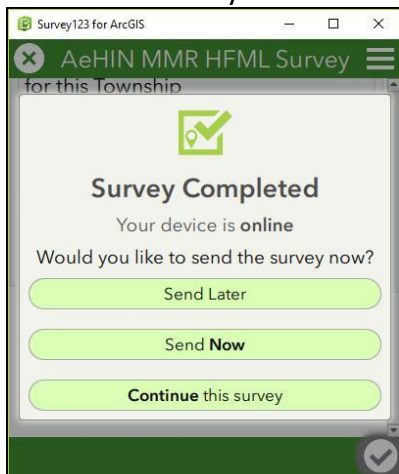 Survey123 for ArcGIS
AeHIN MMR HFML Survey
for this Township
Survey Completed
Your device is online
Would you like to send the survey now?
Send Later
Send Now
Continue this survey